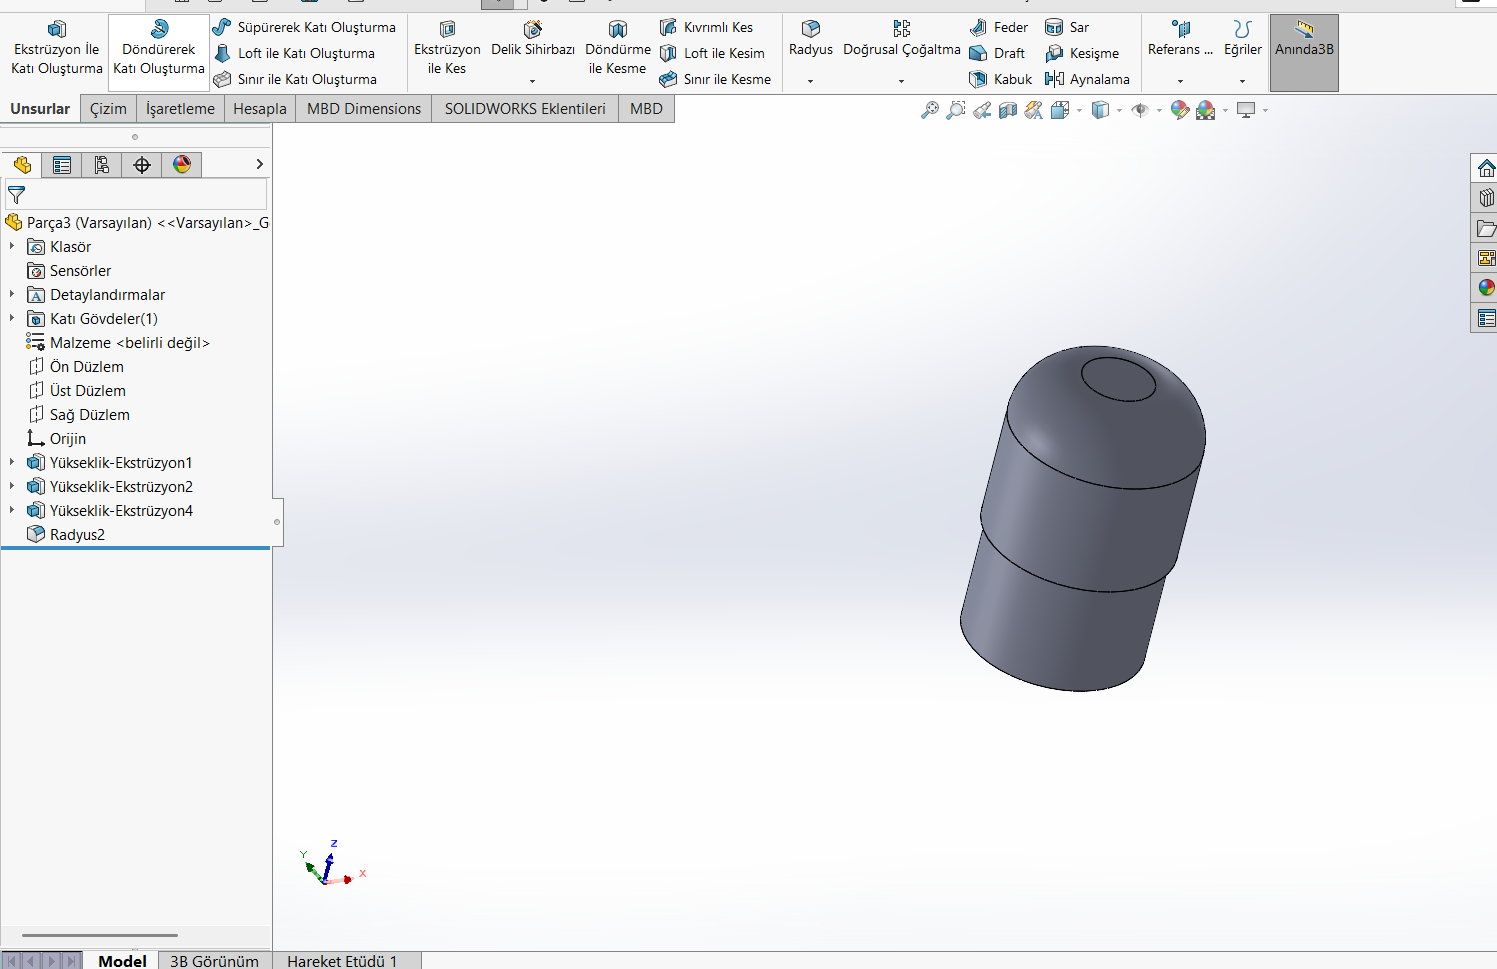 Ekstrüzyon İle
Katı Oluşturma
Döndürerek
Katı Oluşturma
Süpürerek Katı Oluşturma
Loft ile Katı Oluşturma
Sınır ile Katı Oluşturma
Ekstrüzyon
ile Kes
Delik Sihirbazı
Döndürme
ile Kesme
Kıvrımlı Kes
Loft ile Kesim
Sınır ile Kesme
Radyus
Doğrusal Çoğaltma
Feder
Draft
Kabuk
Sar
Kesişme
Aynalama
Referans ...
Eğriler
Anında3B
Unsurlar
Çizim
İşaretleme
Hesapla
MBD Dimensions
SOLIDWORKS Eklentileri
MBD
Parça3 (Varsayılan) <<Varsayılan>_G
Klasör
Sensörler
Detaylandırmalar
Katı Gövdeler(1)
Malzeme <belirli değil>
Ön Düzlem
Üst Düzlem
Sağ Düzlem
Orijin
Yükseklik-Ekstrüzyon1
Yükseklik-Ekstrüzyon2
Yükseklik-Ekstrüzyon4
Radyus2
Z
Y
X
Model
3B Görünüm
Hareket Etüdü 1